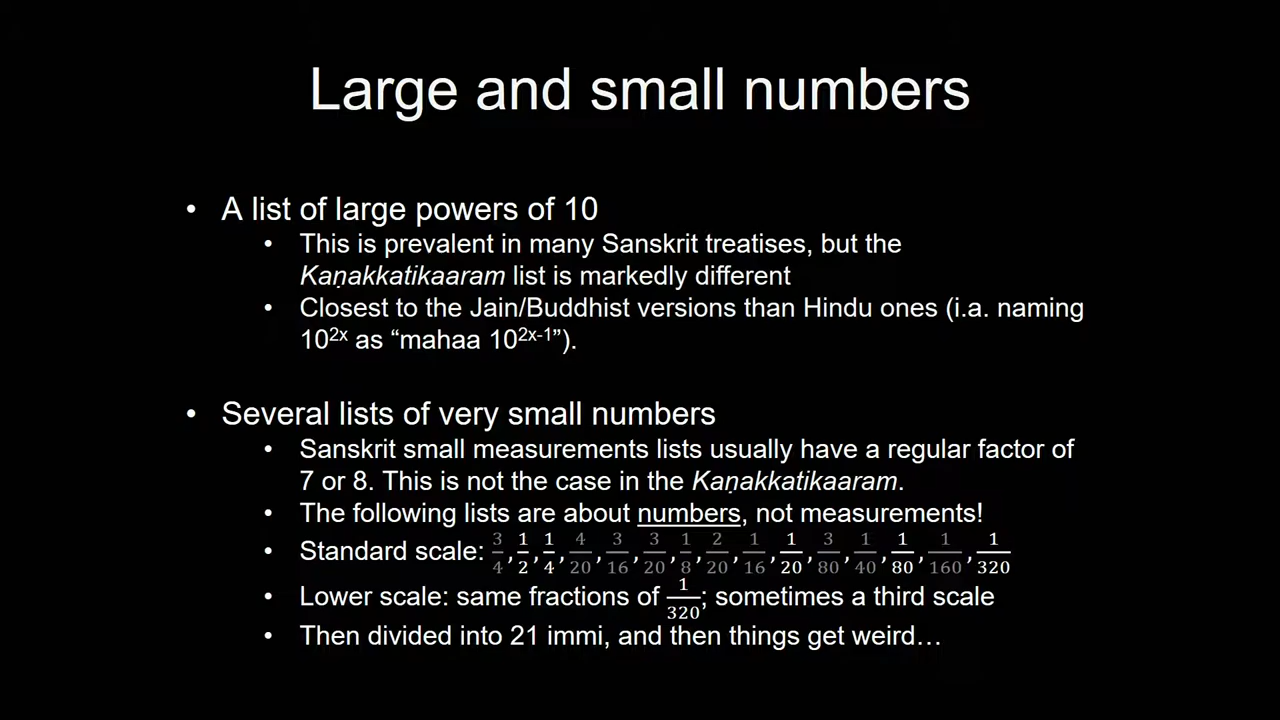 Large and small numbers
• A list of large powers of 10
• This is prevalent in many Sanskrit treatises, but the
Kaṇakkatikaaram list is markedly different
• Closest to the Jain/Buddhist versions than Hindu ones (i.a. naming
10^2x as “mahaa 10^2x-1”).
• Several lists of very small numbers
• Sanskrit small measurements lists usually have a regular factor of
7 or 8. This is not the case in the Kaṇakkatikaaram.
• The following lists are about numbers, not measurements!
• Standard scale: 3/4, 1/2, 1/4, 4/20, 3/16, 3/20, 1/8, 2/20, 1/16, 1/20, 3/80, 1/40, 1/80, 1/160, 1/320
• Lower scale: same fractions of 1/320; sometimes a third scale
• Then divided into 21 immi, and then things get weird…